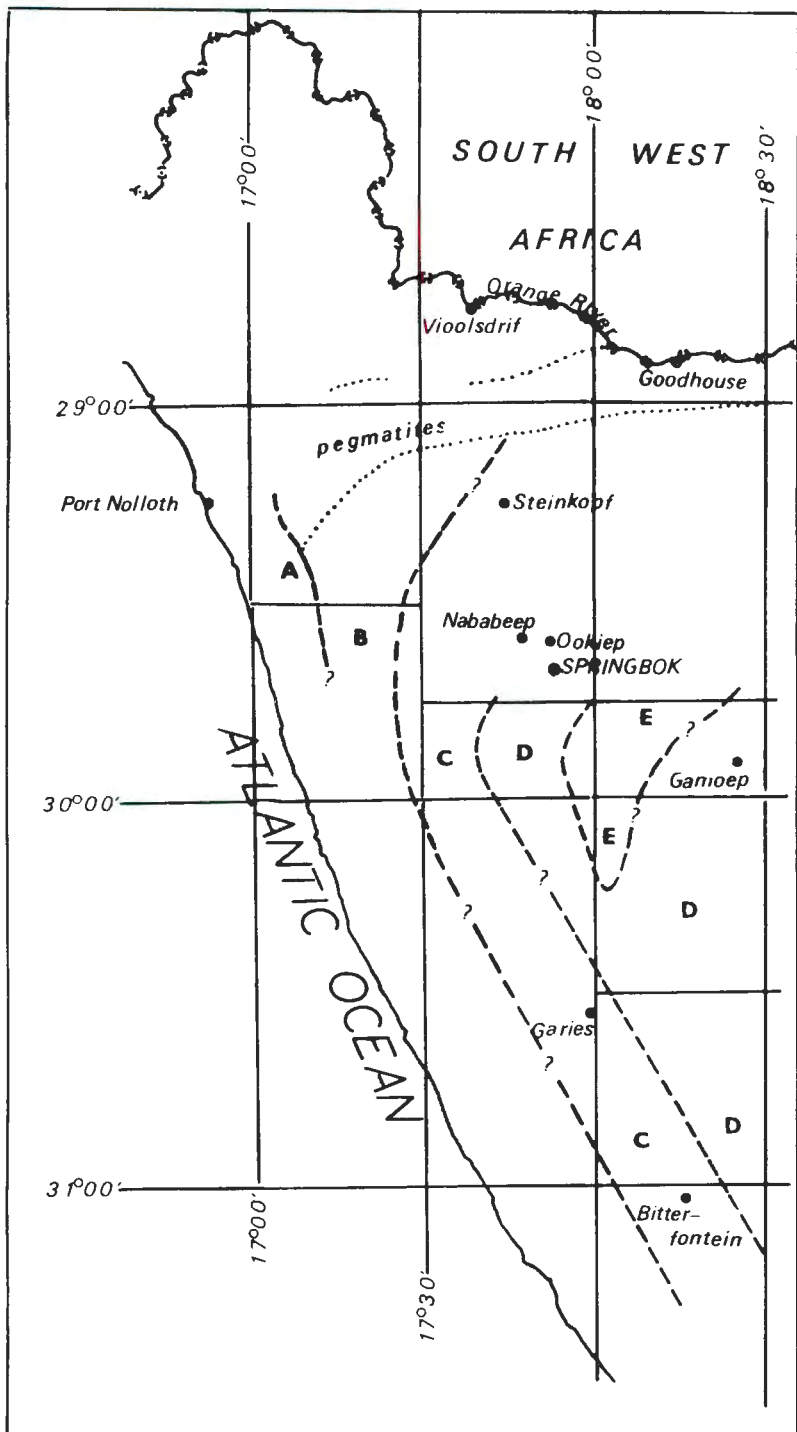 17°00'
18°00'
18°30'
SOUTH WEST
AFRICA
Orange River
Vioolsdrif
Goodhouse
29°00'
pegmatites
Port Nolloth
?
Steinkopf
A
B
Nababeep
Ookiep
SPRINGBOK
?
E
?
C
D
Gamoep
30°00'
?
E
?
?
D
ATLANTIC OCEAN
Garies
?
C
D
31°00'
Bitter-
fontein
17°00'
17°30'